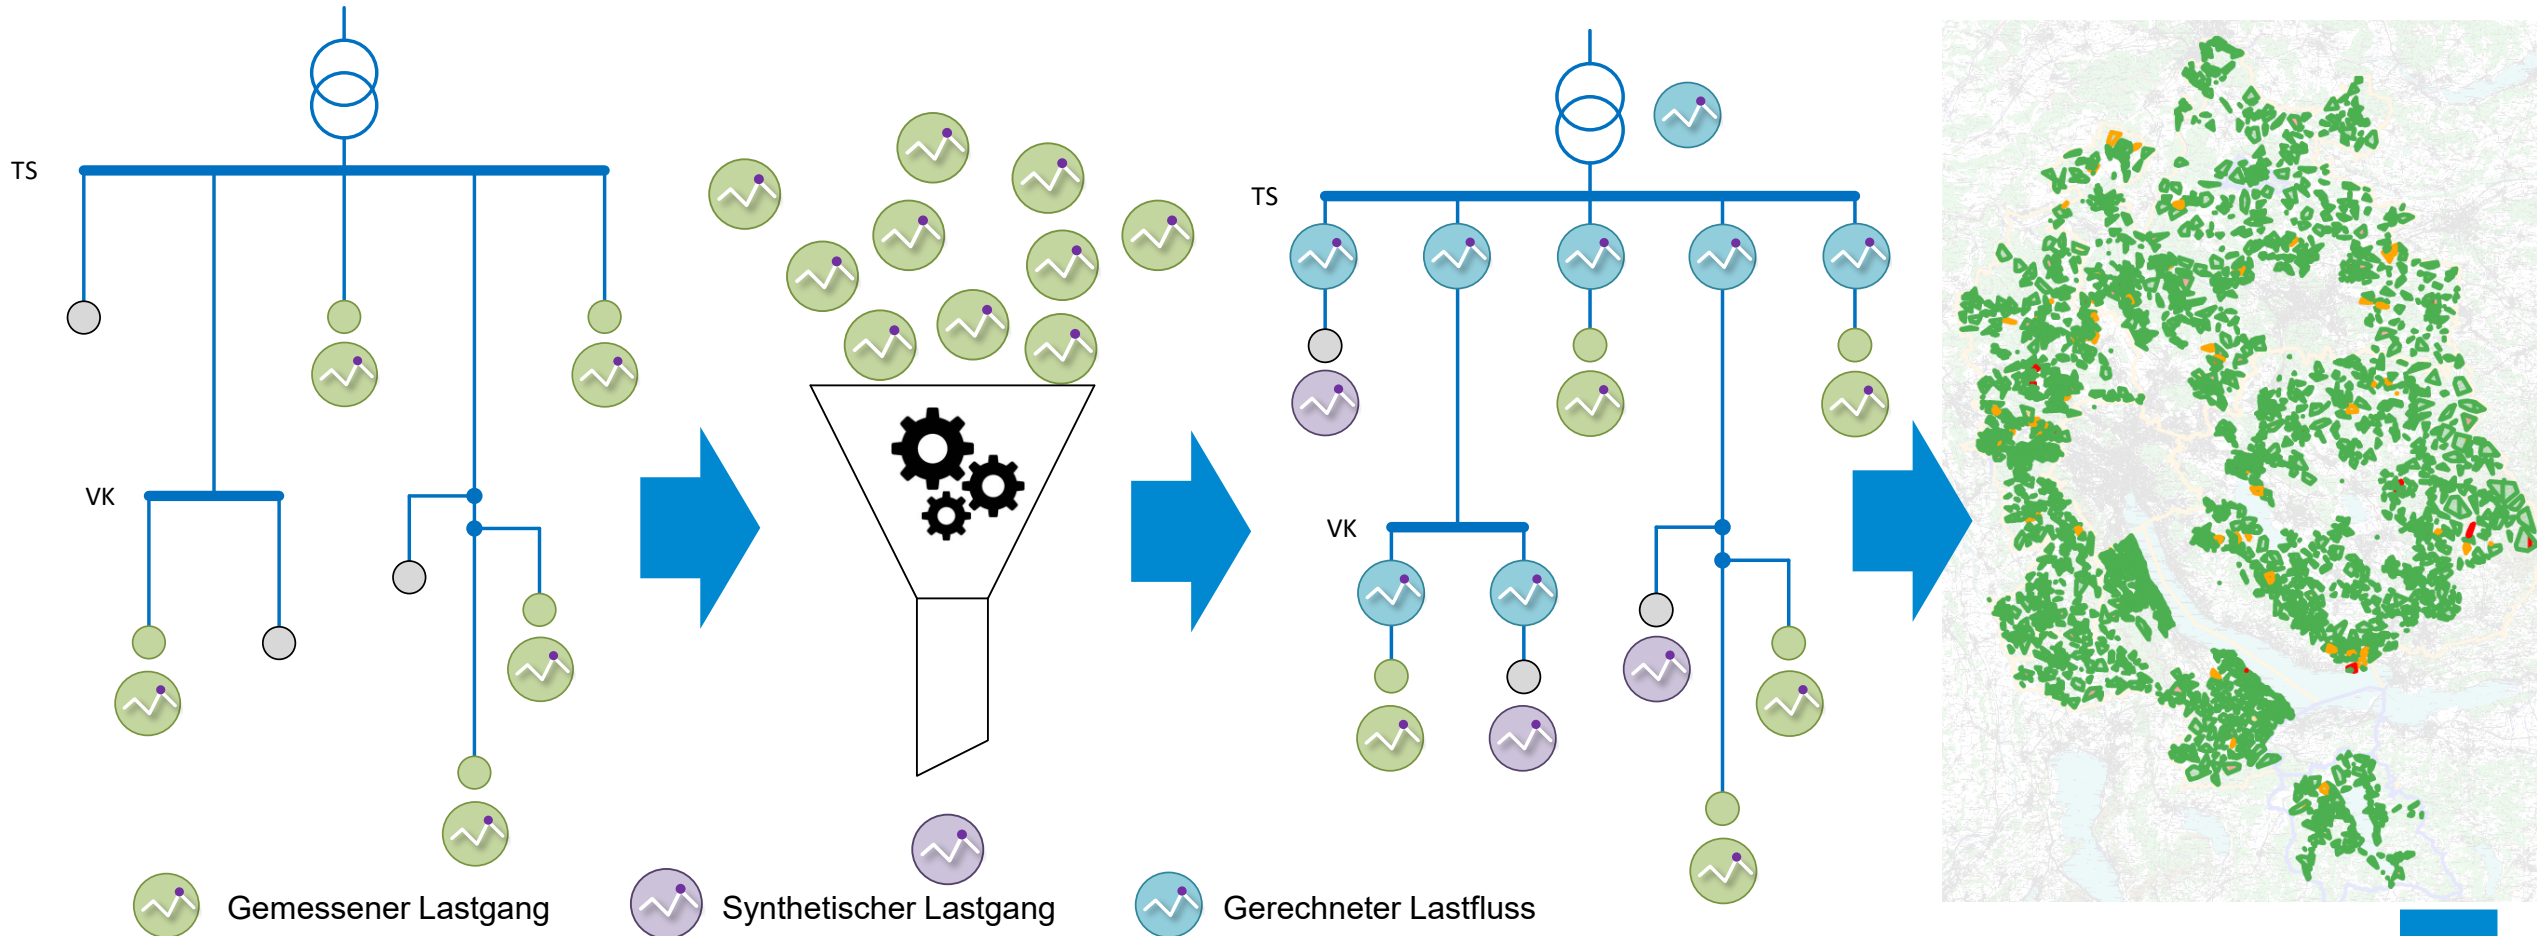 TS
VK
TS
VK
Gemessener Lastgang
Synthetischer Lastgang
Gerechneter Lastfluss